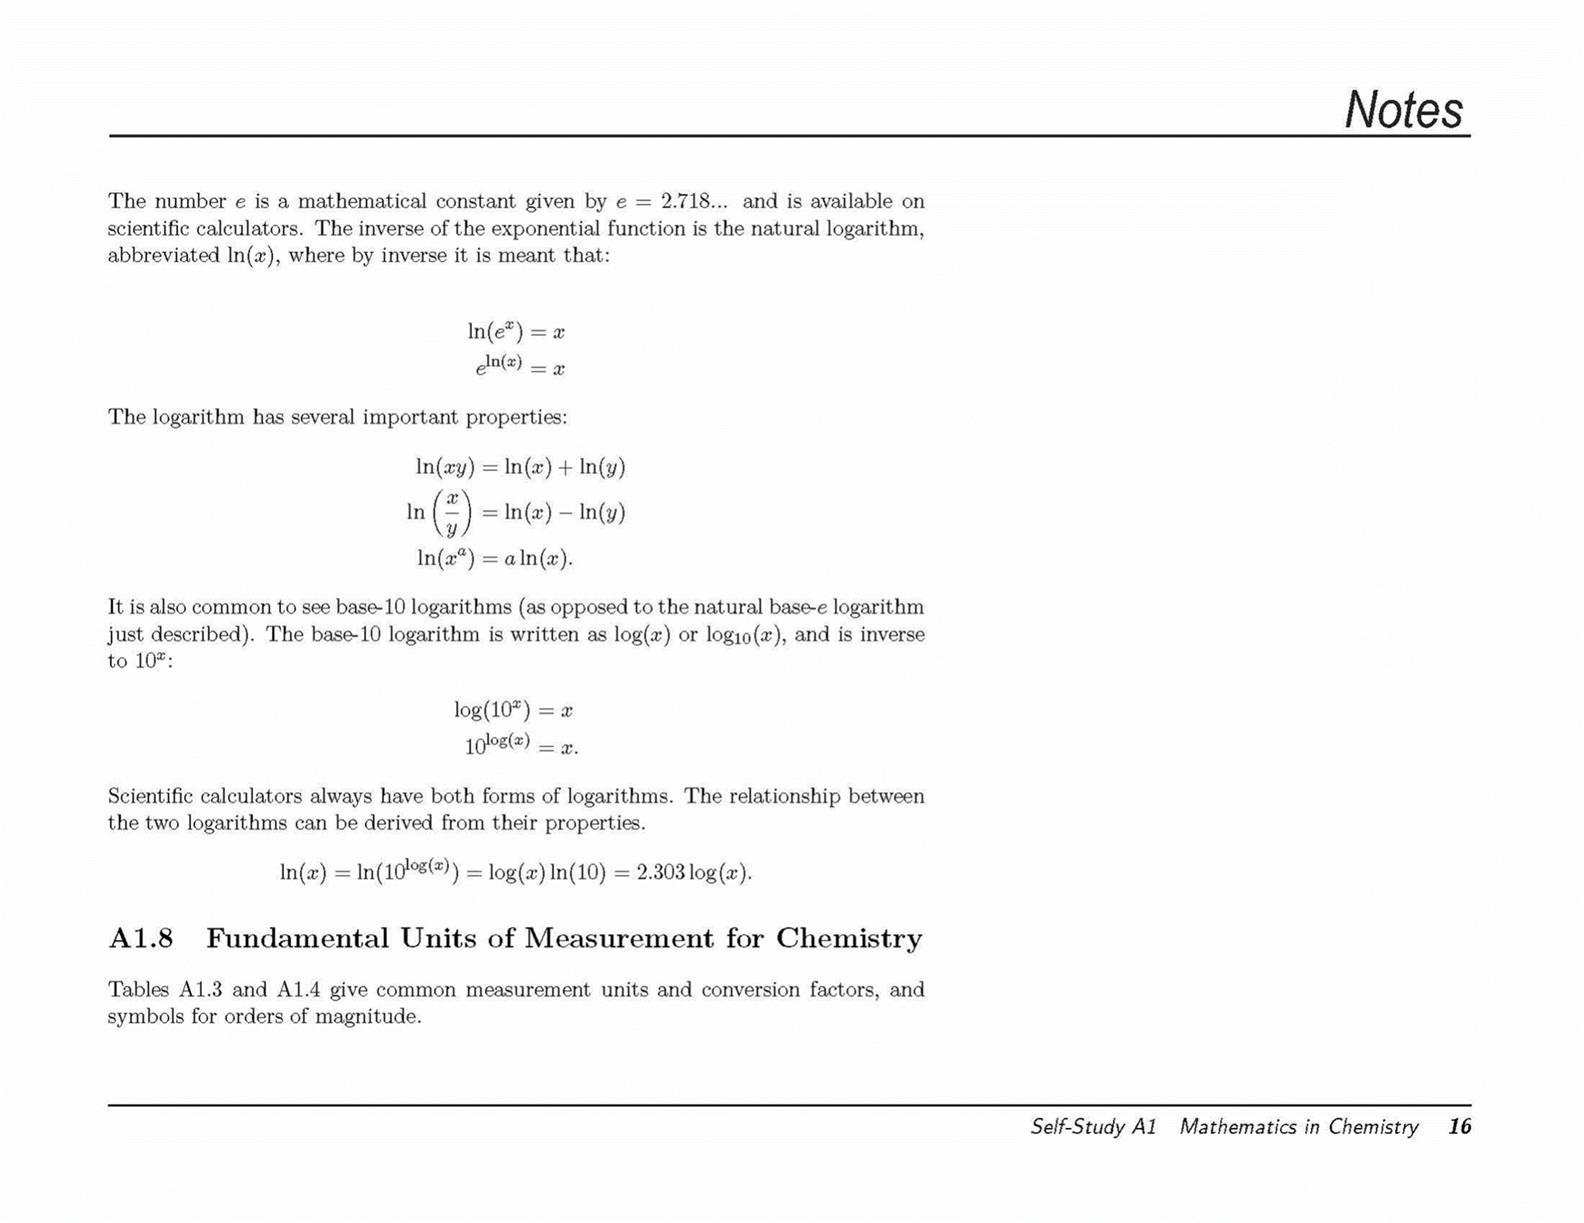 Notes
The number e is a mathematical constant given by e = 2.718... and is available on
scientific calculators. The inverse of the exponential function is the natural logarithm,
abbreviated ln(x), where by inverse it is meant that:
ln(e^x) = x
e^ln(x) = x
The logarithm has several important properties:
ln(xy) = ln(x) + ln(y)
ln(x/y) = ln(x) − ln(y)
ln(x^a) = a ln(x).
It is also common to see base-10 logarithms (as opposed to the natural base-e logarithm
just described). The base-10 logarithm is written as log(x) or log₁₀(x), and is inverse
to 10^x:
log(10^x) = x
10^log(x) = x.
Scientific calculators always have both forms of logarithms. The relationship between
the two logarithms can be derived from their properties.
ln(x) = ln(10^log(x)) = log(x) ln(10) = 2.303 log(x).
A1.8 Fundamental Units of Measurement for Chemistry
Tables A1.3 and A1.4 give common measurement units and conversion factors, and
symbols for orders of magnitude.
Self-Study A1 Mathematics in Chemistry 16